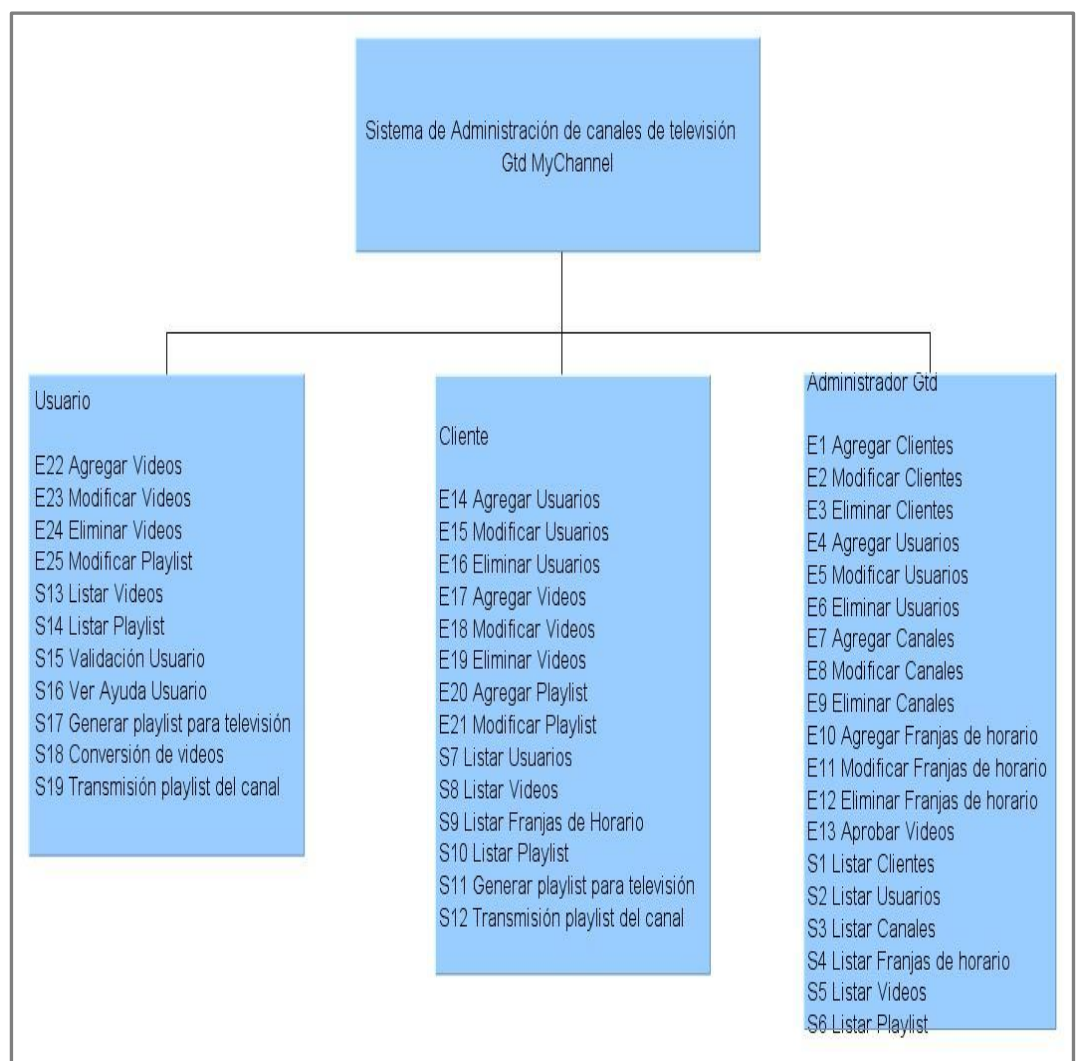 Sistema de Administración de canales de televisión
Gtd MyChannel
Usuario
E22 Agregar Videos
E23 Modificar Videos
E24 Eliminar Videos
E25 Modificar Playlist
S13 Listar Videos
S14 Listar Playlist
S15 Validación Usuario
S16 Ver Ayuda Usuario
S17 Generar playlist para televisión
S18 Conversión de videos
S19 Transmisión playlist del canal
Cliente
E14 Agregar Usuarios
E15 Modificar Usuarios
E16 Eliminar Usuarios
E17 Agregar Videos
E18 Modificar Videos
E19 Eliminar Videos
E20 Agregar Playlist
E21 Modificar Playlist
S7 Listar Usuarios
S8 Listar Videos
S9 Listar Franjas de Horario
S10 Listar Playlist
S11 Generar playlist para televisión
S12 Transmisión playlist del canal
Administrador Gtd
E1 Agregar Clientes
E2 Modificar Clientes
E3 Eliminar Clientes
E4 Agregar Usuarios
E5 Modificar Usuarios
E6 Eliminar Usuarios
E7 Agregar Canales
E8 Modificar Canales
E9 Eliminar Canales
E10 Agregar Franjas de horario
E11 Modificar Franjas de horario
E12 Eliminar Franjas de horario
E13 Aprobar Videos
S1 Listar Clientes
S2 Listar Usuarios
S3 Listar Canales
S4 Listar Franjas de horario
S5 Listar Videos
S6 Listar Playlist